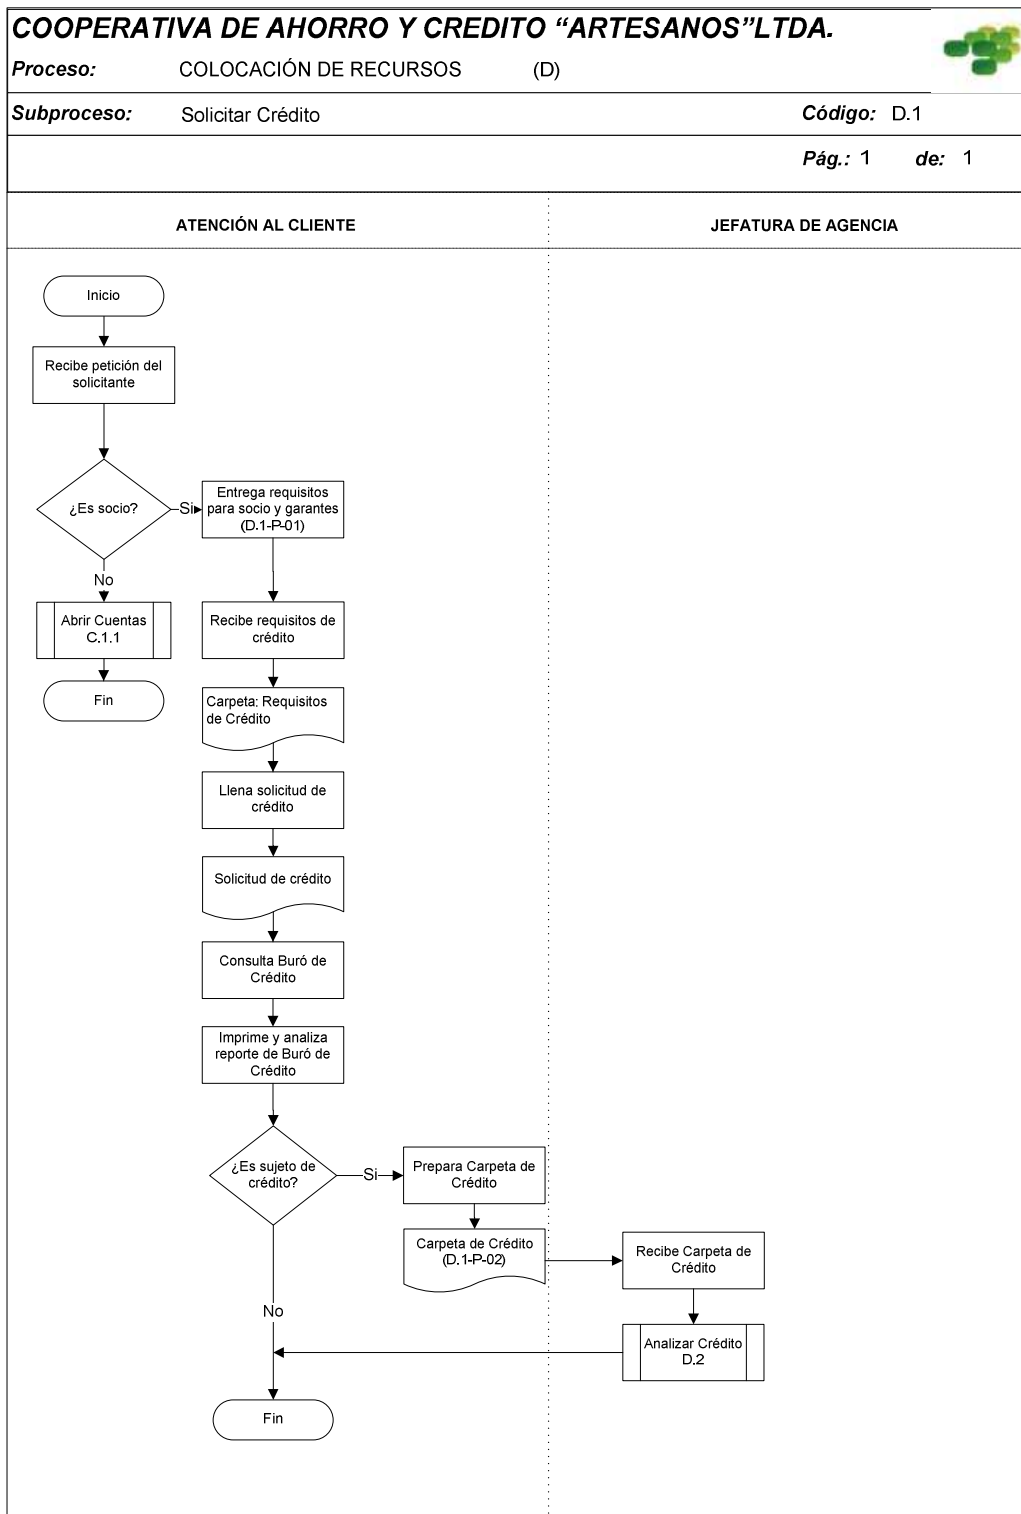 COOPERATIVA DE AHORRO Y CREDITO “ARTESANOS”LTDA.
Proceso: COLOCACIÓN DE RECURSOS (D)
Subproceso: Solicitar Crédito Código: D.1
Pág.: 1 de: 1
ATENCIÓN AL CLIENTE JEFATURA DE AGENCIA
Inicio
Recibe petición del
solicitante
¿Es socio?
Si
Entrega requisitos
para socio y garantes
(D.1-P-01)
No
Abrir Cuentas
C.1.1
Fin
Recibe requisitos de
crédito
Carpeta: Requisitos
de Crédito
Llena solicitud de
crédito
Solicitud de crédito
Consulta Buró de
Crédito
Imprime y analiza
reporte de Buró de
Crédito
¿Es sujeto de
crédito?
Si
Prepara Carpeta de
Crédito
Carpeta de Crédito
(D.1-P-02)
Recibe Carpeta de
Crédito
Analizar Crédito
D.2
No
Fin